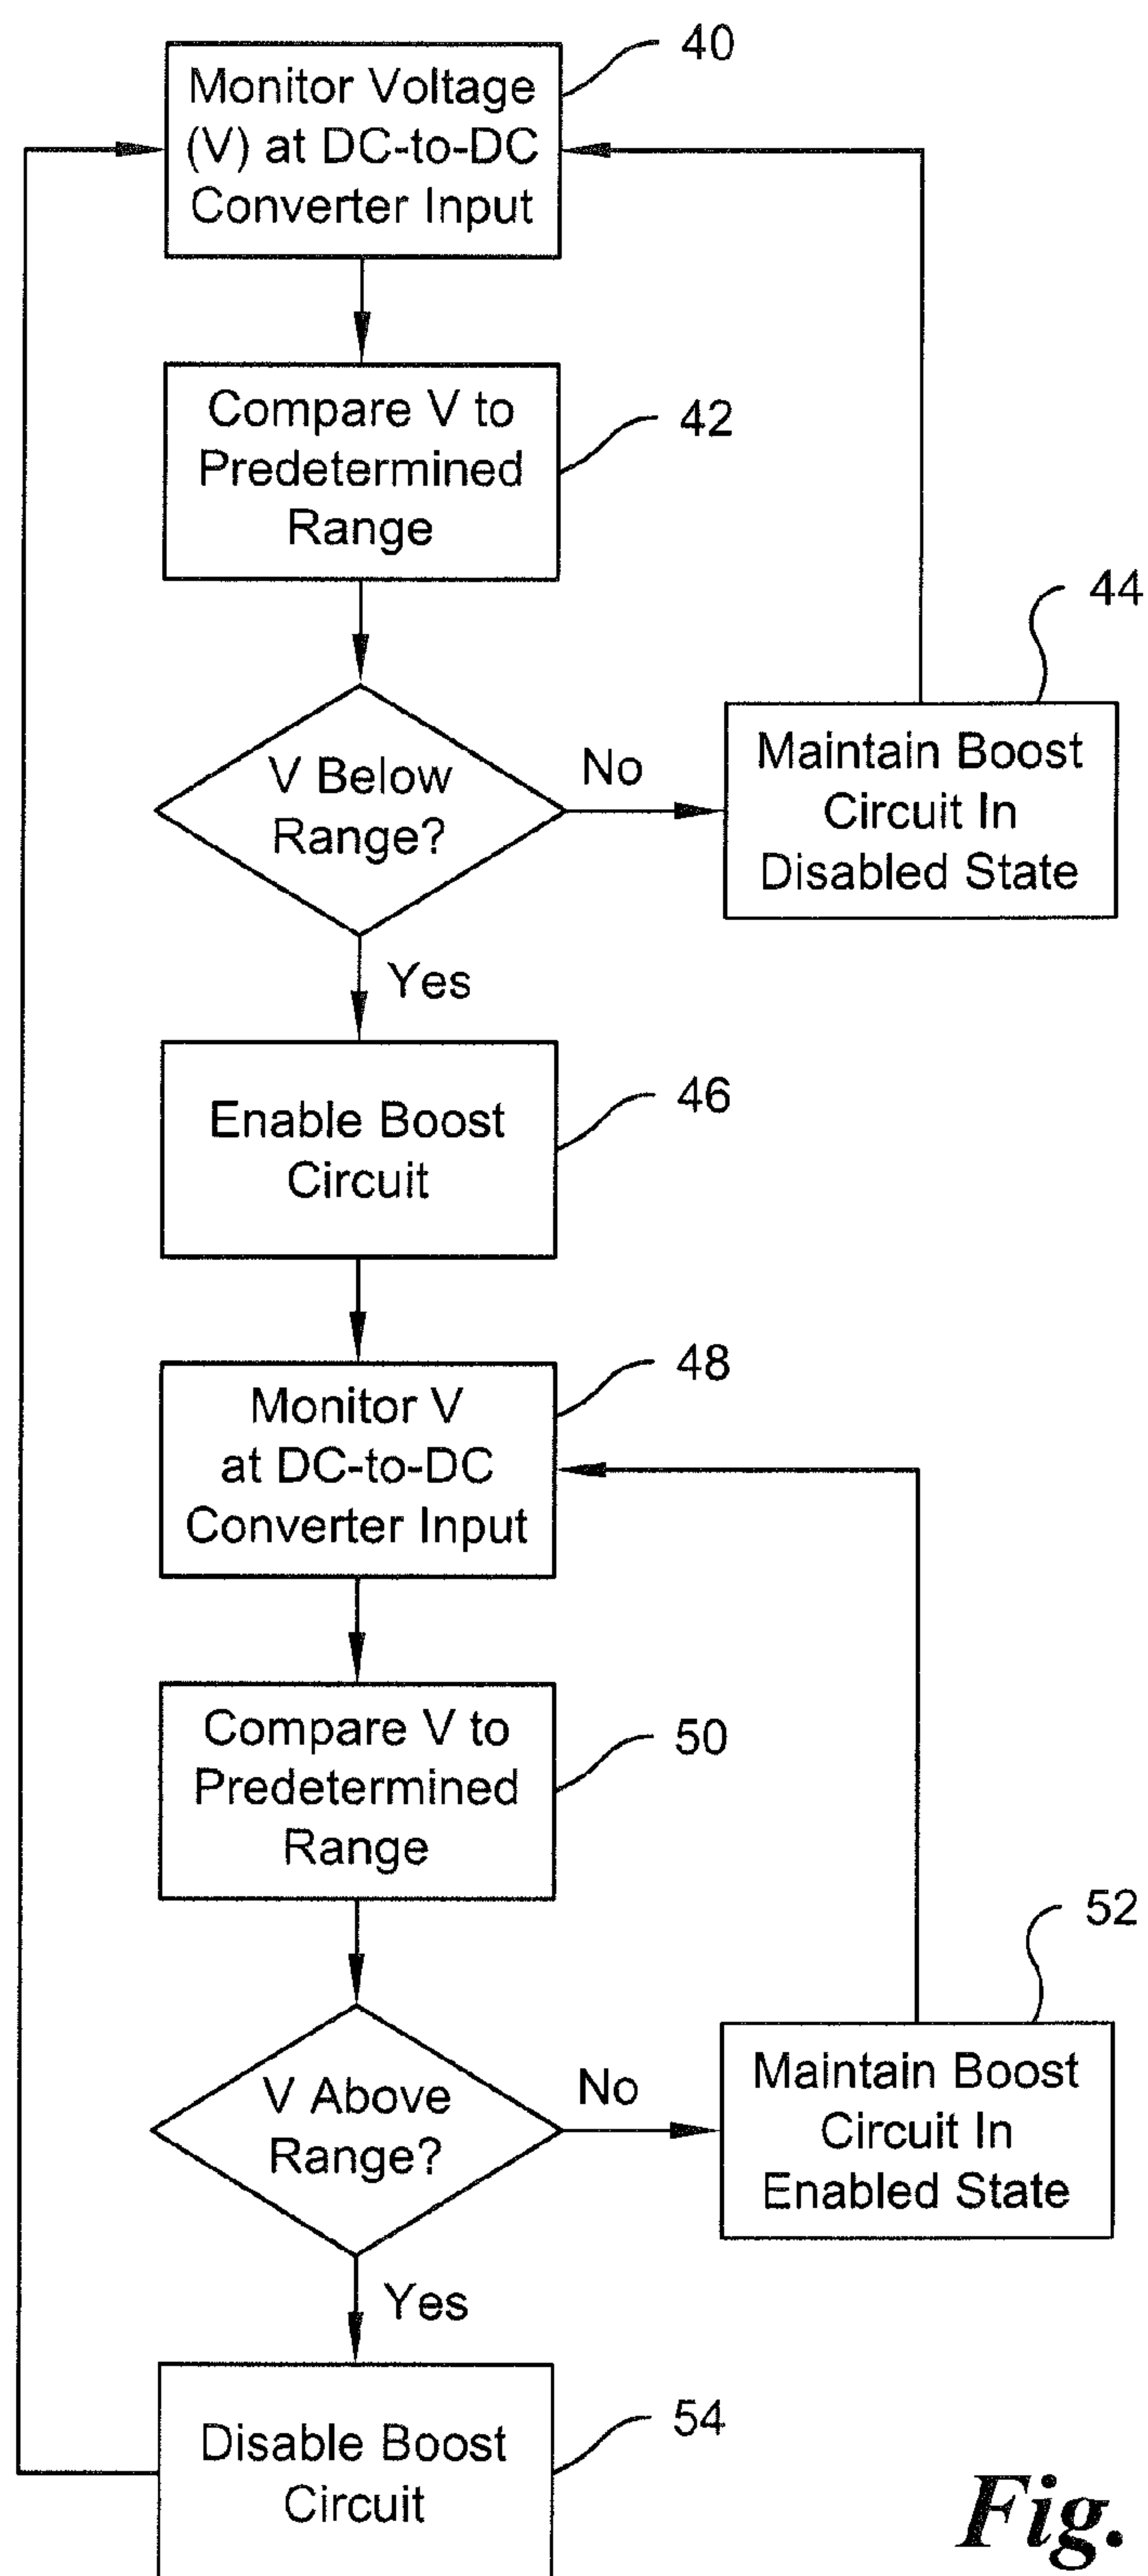 40
Monitor Voltage
(V) at DC-to-DC
Converter Input
Compare V to
Predetermined
Range
42
44
V Below
Range?
No
Maintain Boost
Circuit In
Disabled State
Yes
Enable Boost
Circuit
46
Monitor V
at DC-to-DC
Converter Input
48
Compare V to
Predetermined
Range
50
52
V Above
Range?
No
Maintain Boost
Circuit In
Enabled State
Yes
Disable Boost
Circuit
54
Fig.